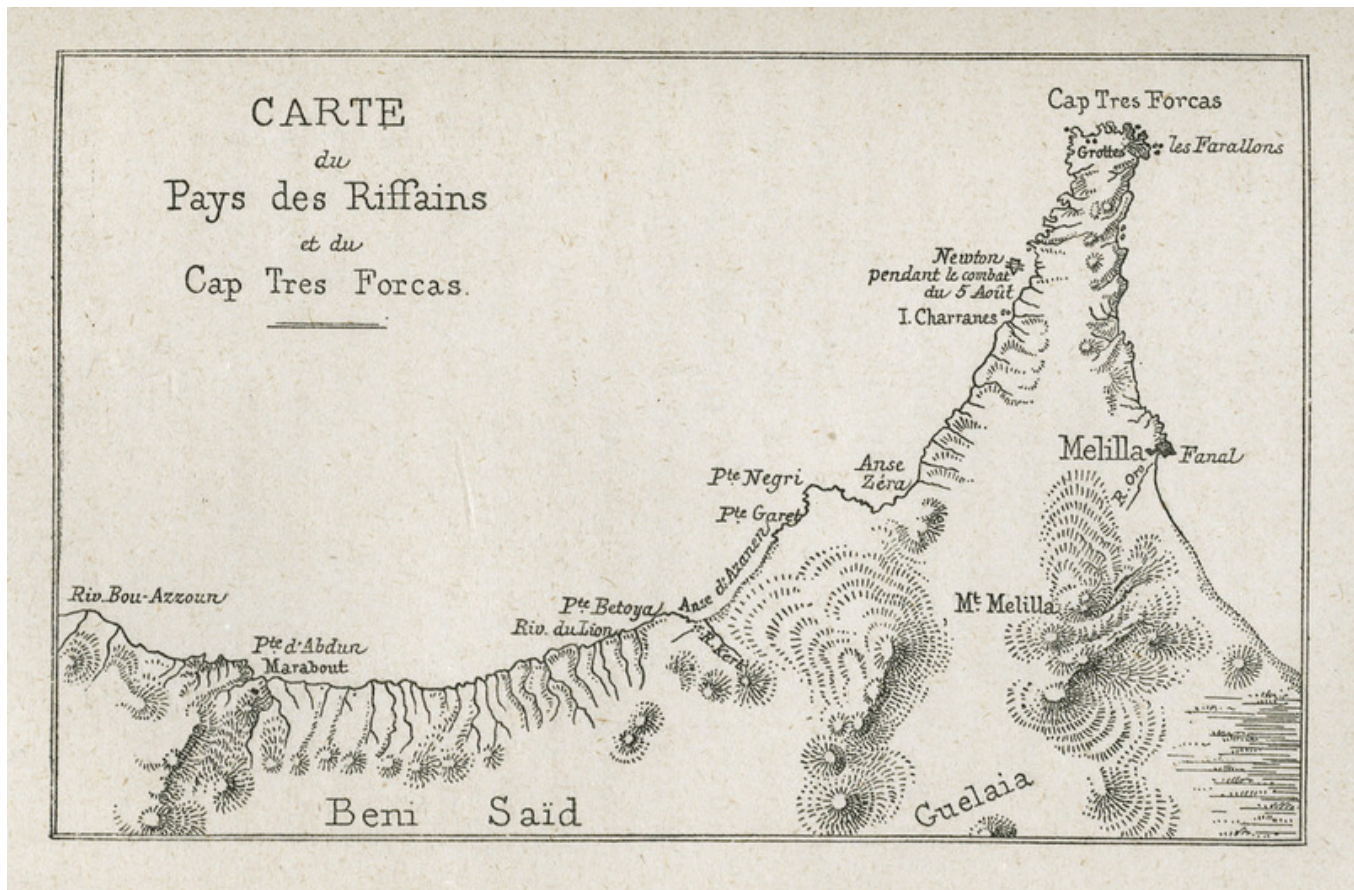 CARTE
du
Pays des Riffains
et du
Cap Tres Forcas.
Cap Tres Forcas
Grottes
les Farallons
Newton
pendant le combat
du 5 Août
I. Charranes
Melilla
Fanal
R. Oro
Anse
Zéra
Pte Negri
Pte Garet
Anse d'Azanen
Riv. Bou-Azzoun
Pte Betoya
Riv. du Lion
R. Kert
Mt Melilla
Pte d'Abdun
Marabout
Beni Saïd
Guelaia